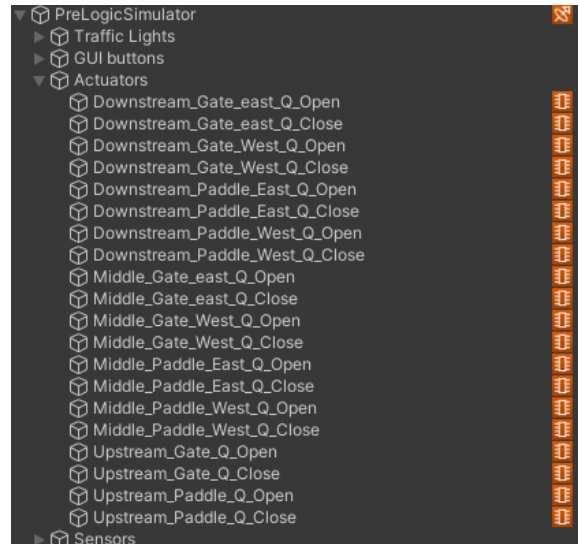 PreLogicSimulator
Traffic Lights
GUI buttons
Actuators
Downstream_Gate_east_Q_Open
Downstream_Gate_east_Q_Close
Downstream_Gate_West_Q_Open
Downstream_Gate_West_Q_Close
Downstream_Paddle_East_Q_Open
Downstream_Paddle_East_Q_Close
Downstream_Paddle_West_Q_Open
Downstream_Paddle_West_Q_Close
Middle_Gate_east_Q_Open
Middle_Gate_east_Q_Close
Middle_Gate_West_Q_Open
Middle_Gate_West_Q_Close
Middle_Paddle_East_Q_Open
Middle_Paddle_East_Q_Close
Middle_Paddle_West_Q_Open
Middle_Paddle_West_Q_Close
Upstream_Gate_Q_Open
Upstream_Gate_Q_Close
Upstream_Paddle_Q_Open
Upstream_Paddle_Q_Close
Sensors